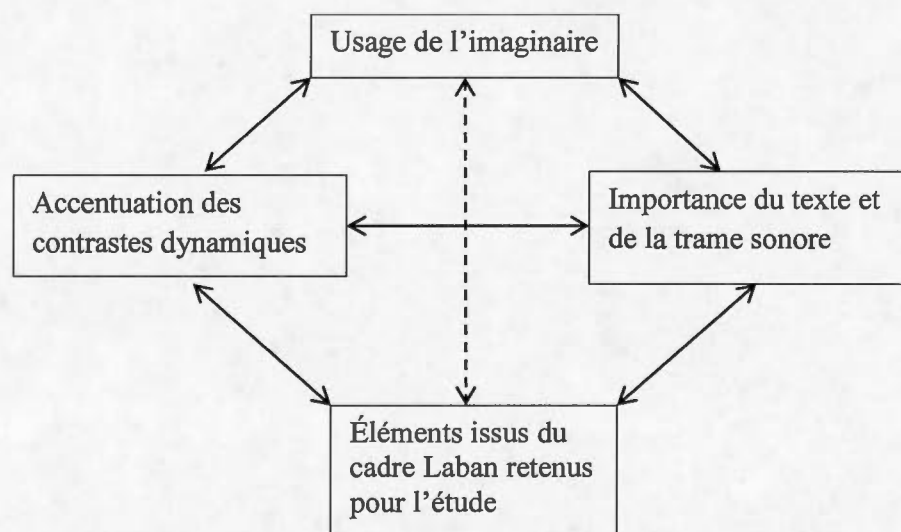 Usage de l’imaginaire
Accentuation des
contrastes dynamiques
Importance du texte et
de la trame sonore
Éléments issus du
cadre Laban retenus
pour l’étude